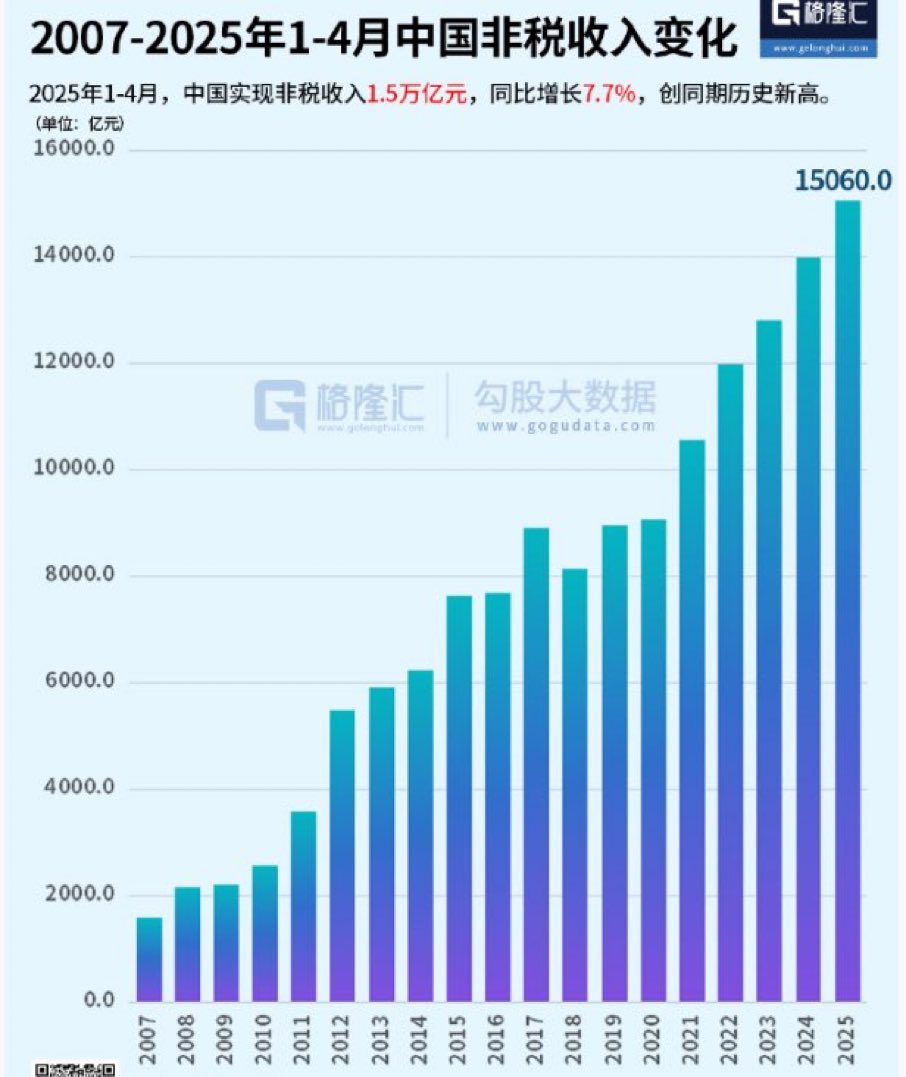 2007-2025年1-4月中国非税收入变化
格隆汇
www.gelonghui.com
2025年1-4月，中国实现非税收入1.5万亿元，同比增长7.7%，创同期历史新高。
（单位：亿元）
16000.0
15060.0
14000.0
12000.0
格隆汇
www.gelonghui.com
勾股大数据
www.gogudata.com
10000.0
8000.0
6000.0
4000.0
2000.0
0.0
2007 2008 2009 2010 2011 2012 2013 2014 2015 2016 2017 2018 2019 2020 2021 2022 2023 2024 2025